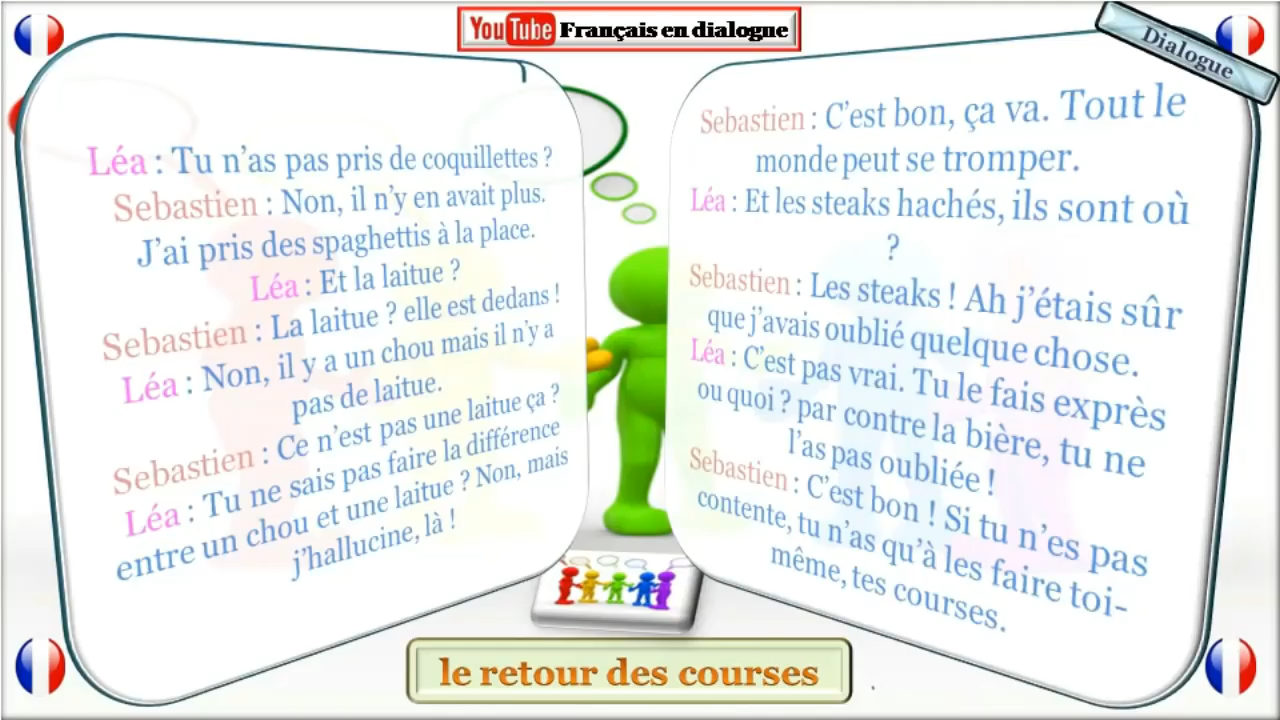 YouTube Français en dialogue
Dialogue
Léa : Tu n'as pas pris de coquillettes ?
Sebastien : Non, il n'y en avait plus.
J'ai pris des spaghettis à la place.
Léa : Et la laitue ?
Sebastien : La laitue ? elle est dedans !
Léa : Non, il y a un chou mais il n'y a
pas de laitue.
Sebastien : Ce n'est pas une laitue ça ?
Léa : Tu ne sais pas faire la différence
entre un chou et une laitue ? Non, mais
j'hallucine, là !
Sebastien : C'est bon, ça va. Tout le
monde peut se tromper.
Léa : Et les steaks hachés, ils sont où
?
Sebastien : Les steaks ! Ah j'étais sûr
que j'avais oublié quelque chose.
Léa : C'est pas vrai. Tu le fais exprès
ou quoi ? par contre la bière, tu ne
l'as pas oubliée !
Sebastien : C'est bon ! Si tu n'es pas
contente, tu n'as qu'à les faire toi-
même, tes courses.
le retour des courses